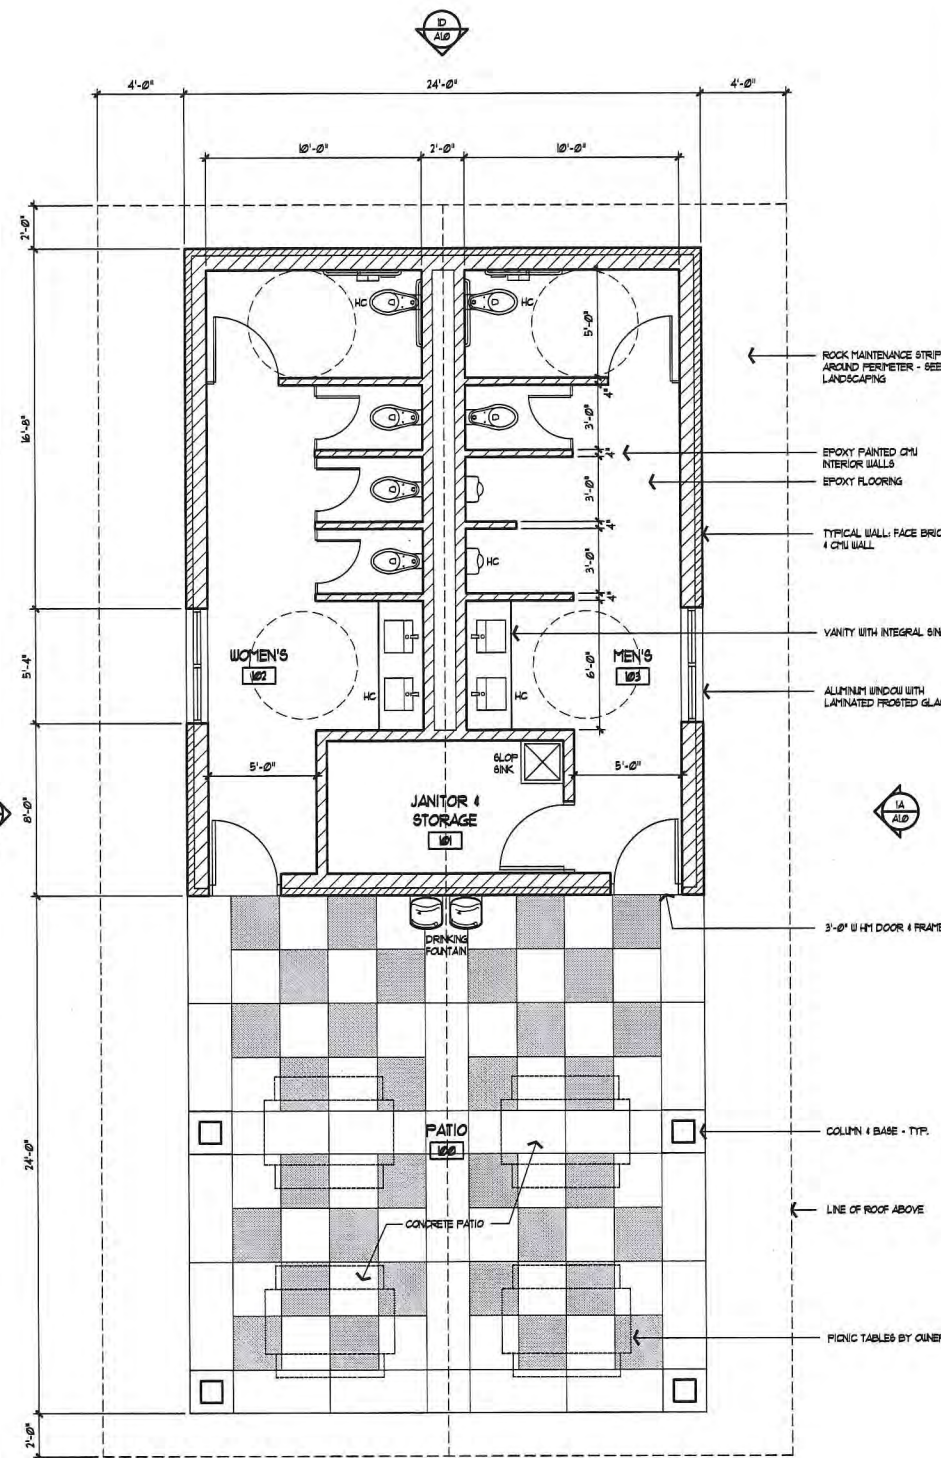 1D
A1.0
4'-0"
24'-0"
4'-0"
10'-0"
2'-0"
10'-0"
2'-0"
HC
HC
5'-0"
ROCK MAINTENANCE STRIP
AROUND PERIMETER - SEE
LANDSCAPING
4"
16'-8"
3'-0"
EPOXY PAINTED CMU
INTERIOR WALLS
4"
EPOXY FLOORING
3'-0"
4"
TYPICAL WALL: FACE BRIC
& CMU WALL
HC
3'-0"
4"
VANITY WITH INTEGRAL SIN
WOMEN'S
102
MEN'S
103
5'-4"
6'-0"
HC
HC
ALUMINUM WINDOW WITH
LAMINATED FROSTED GLA
5'-0"
SLOP
SINK
5'-0"
8'-0"
JANITOR &
STORAGE
101
1A
A1.0
3'-0" W HM DOOR & FRAME
DRINKING
FOUNTAIN
PATIO
100
COLUMN & BASE - TYP.
24'-0"
CONCRETE PATIO
LINE OF ROOF ABOVE
PICNIC TABLES BY OWNER
2'-0"